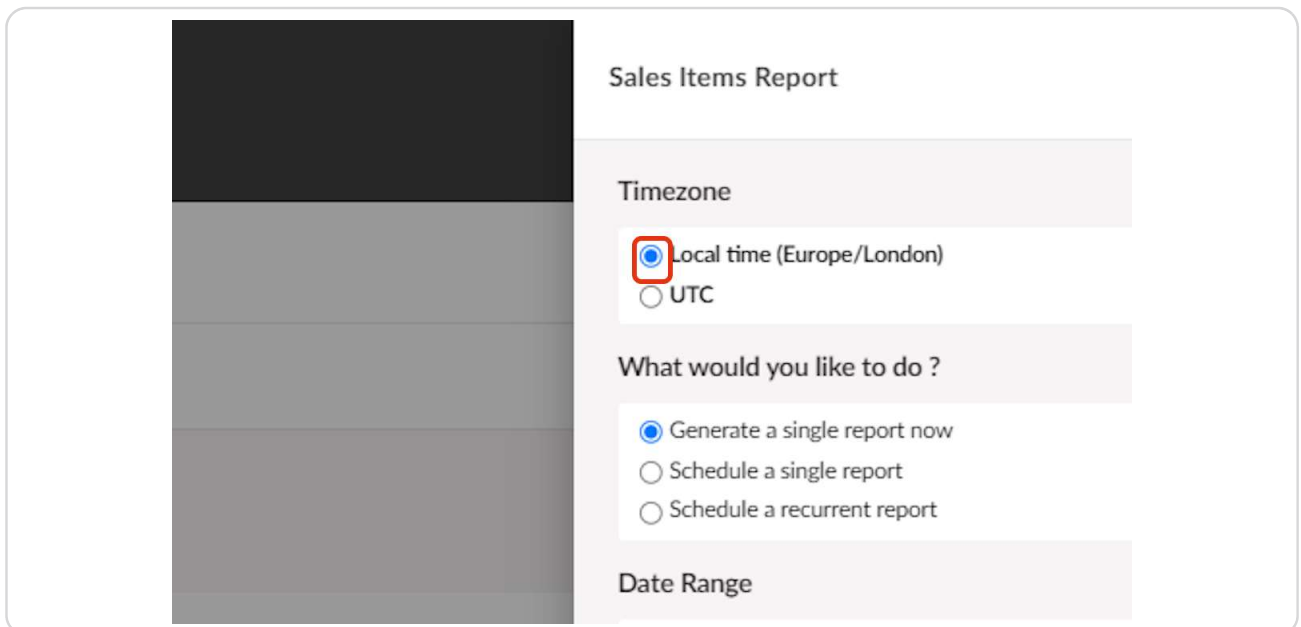 Sales Items Report
Timezone
Local time (Europe/London)
UTC
What would you like to do ?
Generate a single report now
Schedule a single report
Schedule a recurrent report
Date Range